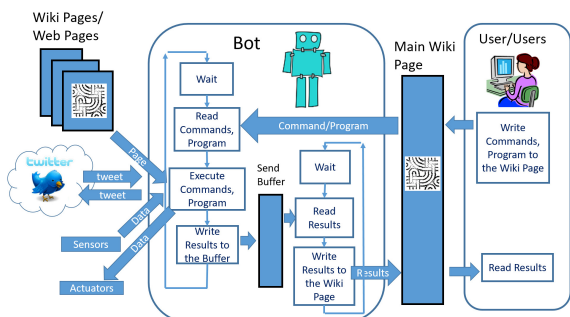 Wiki Pages/
Web Pages
Bot
Main Wiki
Page
User/Users
Wait
Read
Commands,
Program
Command/Program
Write
Commands,
Program to
the Wiki Page
twitter
Page
tweet
tweet
Execute
Commands,
Program
Send
Buffer
Wait
Read
Results
Data
Data
Sensors
Actuators
Write
Results to
the Buffer
Write
Results to
the Wiki
Page
Results
Read Results